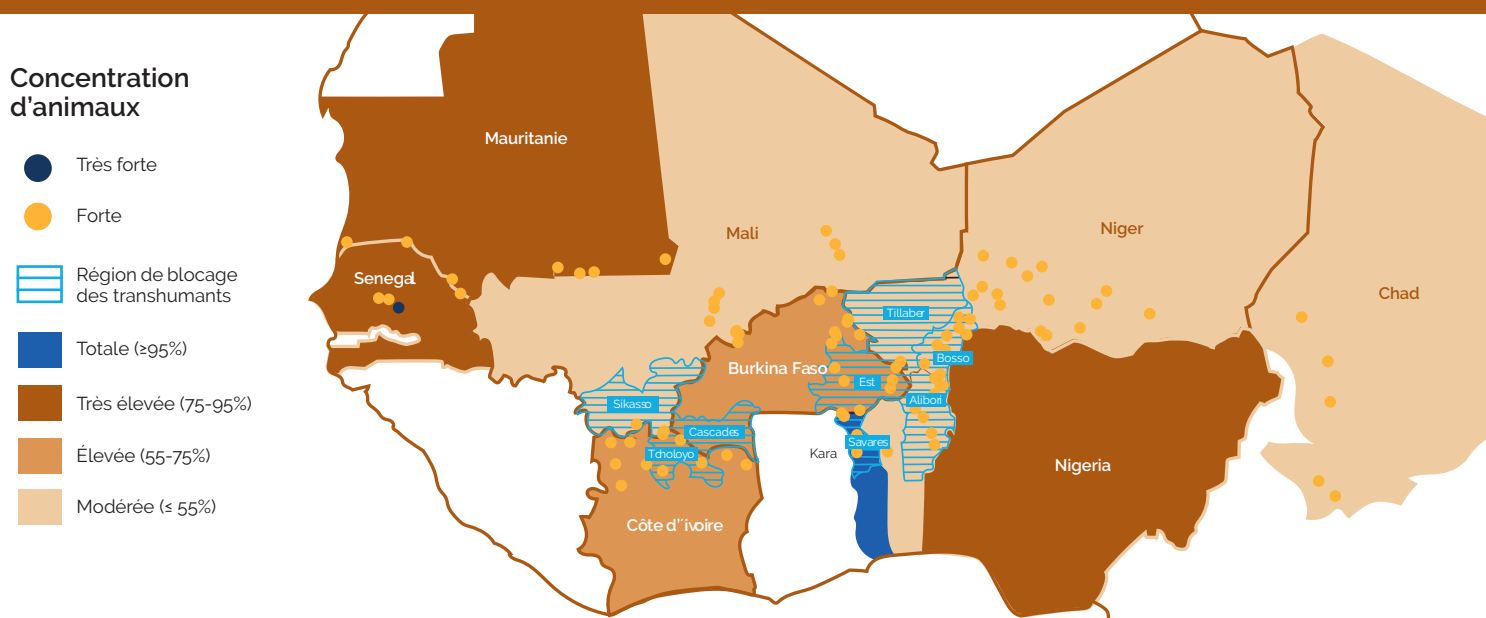 Concentration
d'animaux
Très forte
Forte
Région de blocage
des transhumants
Totale (≥95%)
Très élevée (75-95%)
Élevée (55-75%)
Modérée (≤ 55%)
Mauritanie
Mali
Niger
Chad
Senegal
Tillaber
Bosso
Burkina Faso
Est
Alibori
Sikasso
Cascades
Savares
Tcholoyo
Kara
Nigeria
Côte d'ʹivoire